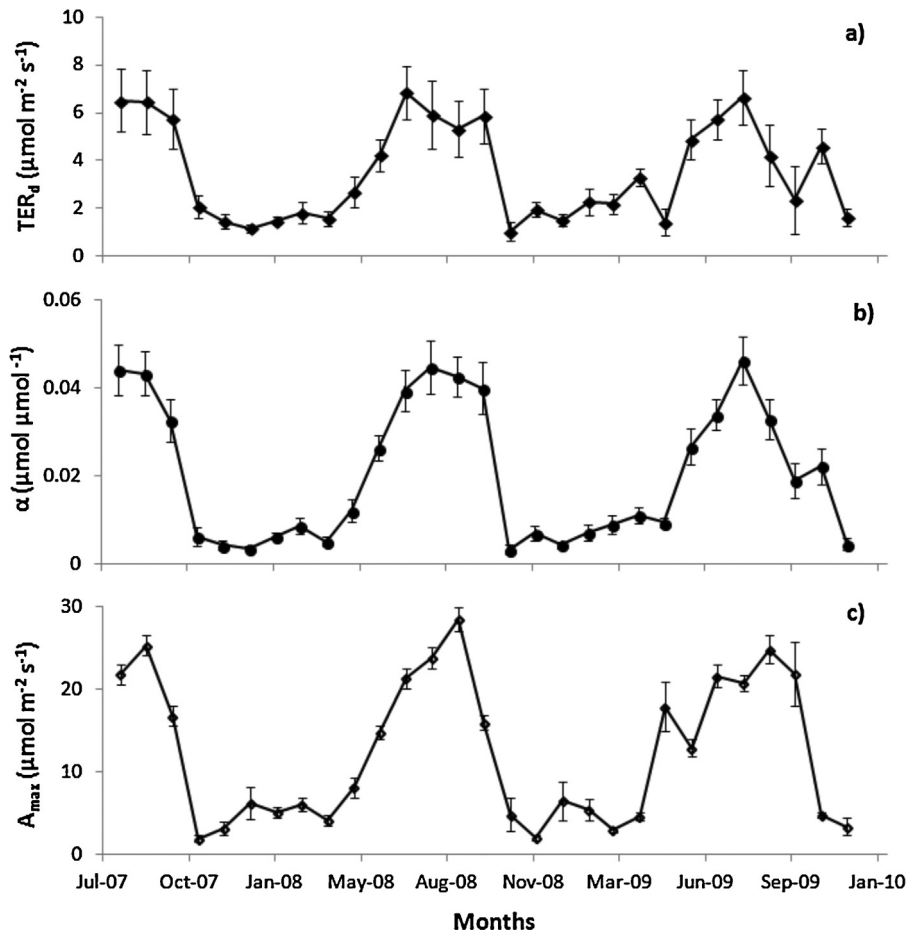 a)
TERd (µmol m⁻² s⁻¹)
10
8
6
4
2
0
b)
α (µmol µmol⁻¹)
0.06
0.04
0.02
0
c)
Amax (µmol m⁻² s⁻¹)
30
20
10
0
Jul-07 Oct-07 Jan-08 May-08 Aug-08 Nov-08 Mar-09 Jun-09 Sep-09 Jan-10
Months